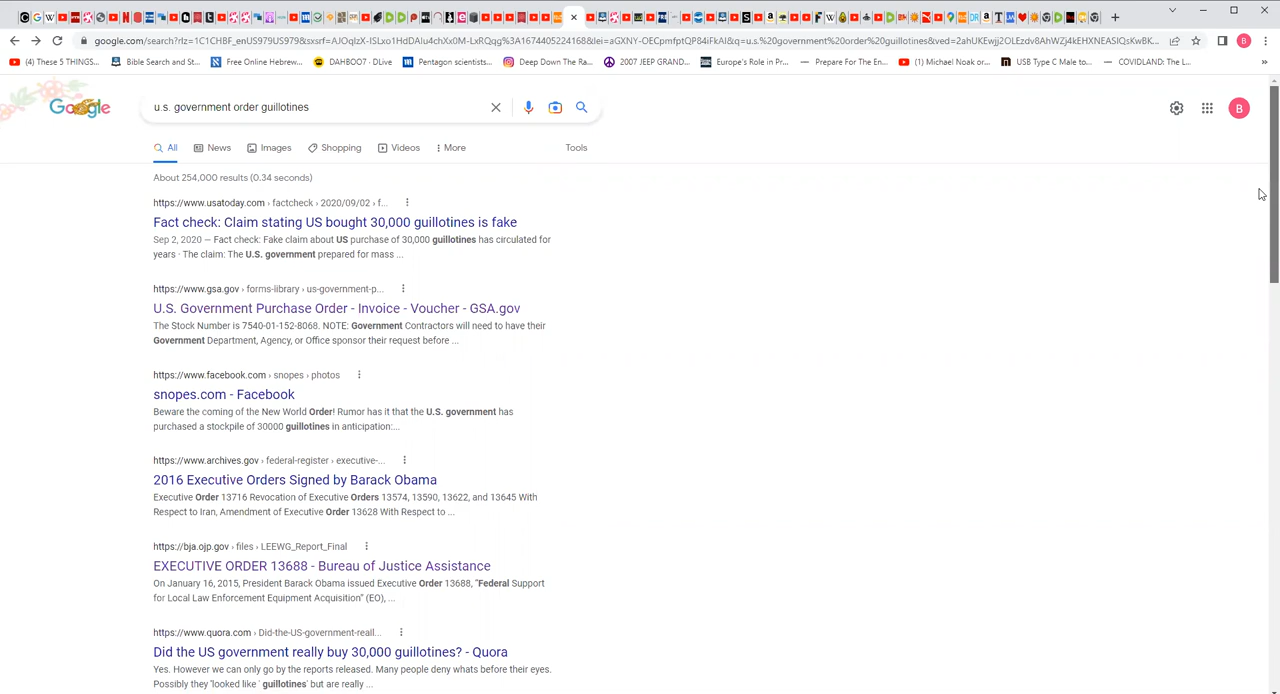 google.com/search?rlz=1C1CHBF_enUS979US979&sxsrf=AJOqlzX-ISLxo1HdDAlu4chXx0M-LxRQqg%3A1674405224168&lei=aGXNY-OECpmfptQP84iFkAI&q=u.s.%20government%20order%20guillotines&ved=2ahUKEwjj2OLEzdv8AhWZj4kEHXNEASIQsKwBK...
(4) These 5 THINGS...
Bible Search and St...
Free Online Hebrew...
DAHBOO7 - DLive
Pentagon scientists...
Deep Down The Ra...
2007 JEEP GRAND...
Europe's Role in Pr...
Prepare For The En...
(1) Michael Noak or...
USB Type C Male to...
COVIDLAND: The L...
Google
u.s. government order guillotines
B
All
News
Images
Shopping
Videos
More
Tools
About 254,000 results (0.34 seconds)
https://www.usatoday.com › factcheck › 2020/09/02 › f...
Fact check: Claim stating US bought 30,000 guillotines is fake
Sep 2, 2020 — Fact check: Fake claim about US purchase of 30,000 guillotines has circulated for
years · The claim: The U.S. government prepared for mass ...
https://www.gsa.gov › forms-library › us-government-p...
U.S. Government Purchase Order - Invoice - Voucher - GSA.gov
The Stock Number is 7540-01-152-8068. NOTE: Government Contractors will need to have their
Government Department, Agency, or Office sponsor their request before ...
https://www.facebook.com › snopes › photos
snopes.com - Facebook
Beware the coming of the New World Order! Rumor has it that the U.S. government has
purchased a stockpile of 30000 guillotines in anticipation:...
https://www.archives.gov › federal-register › executive-...
2016 Executive Orders Signed by Barack Obama
Executive Order 13716 Revocation of Executive Orders 13574, 13590, 13622, and 13645 With
Respect to Iran, Amendment of Executive Order 13628 With Respect to ...
https://bja.ojp.gov › files › LEEWG_Report_Final
EXECUTIVE ORDER 13688 - Bureau of Justice Assistance
On January 16, 2015, President Barack Obama issued Executive Order 13688, "Federal Support
for Local Law Enforcement Equipment Acquisition" (EO), ...
https://www.quora.com › Did-the-US-government-reall...
Did the US government really buy 30,000 guillotines? - Quora
Yes. However we can only go by the reports released. Many people deny whats before their eyes.
Possibly they 'looked like ' guillotines' but are really ...